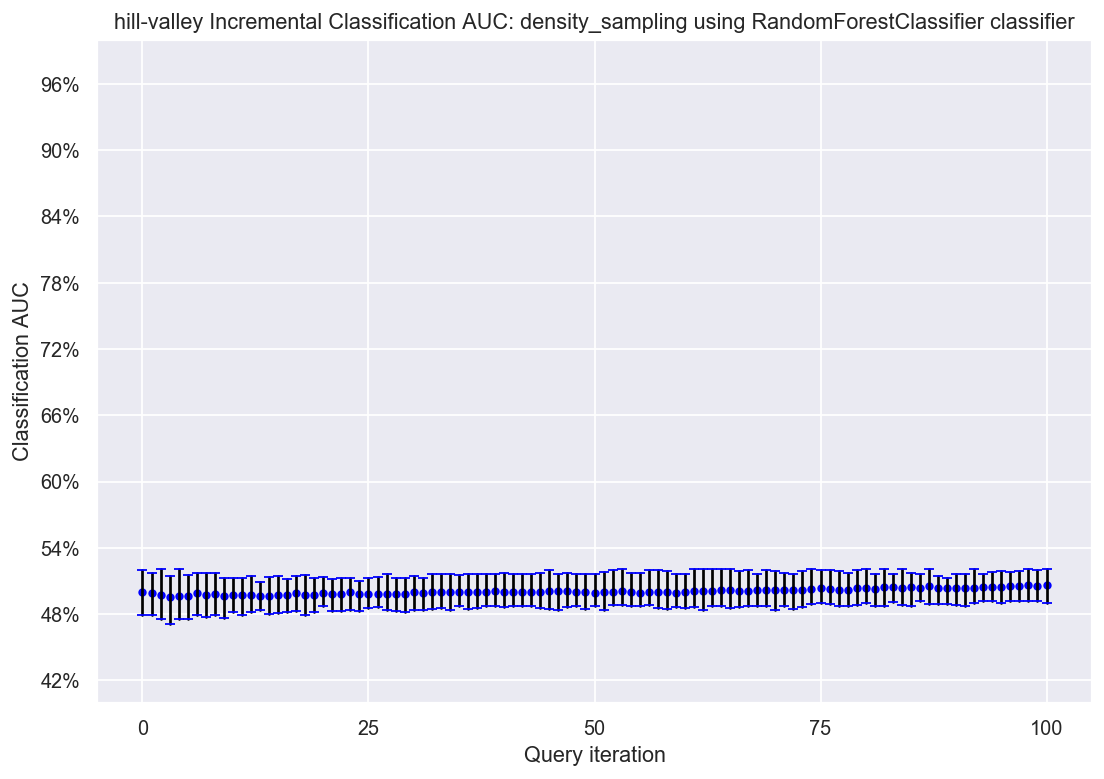 hill-valley Incremental Classification AUC: density_sampling using RandomForestClassifier classifier
96%
90%
84%
78%
72%
66%
60%
54%
48%
42%
Classification AUC
0 25 50 75 100
Query iteration